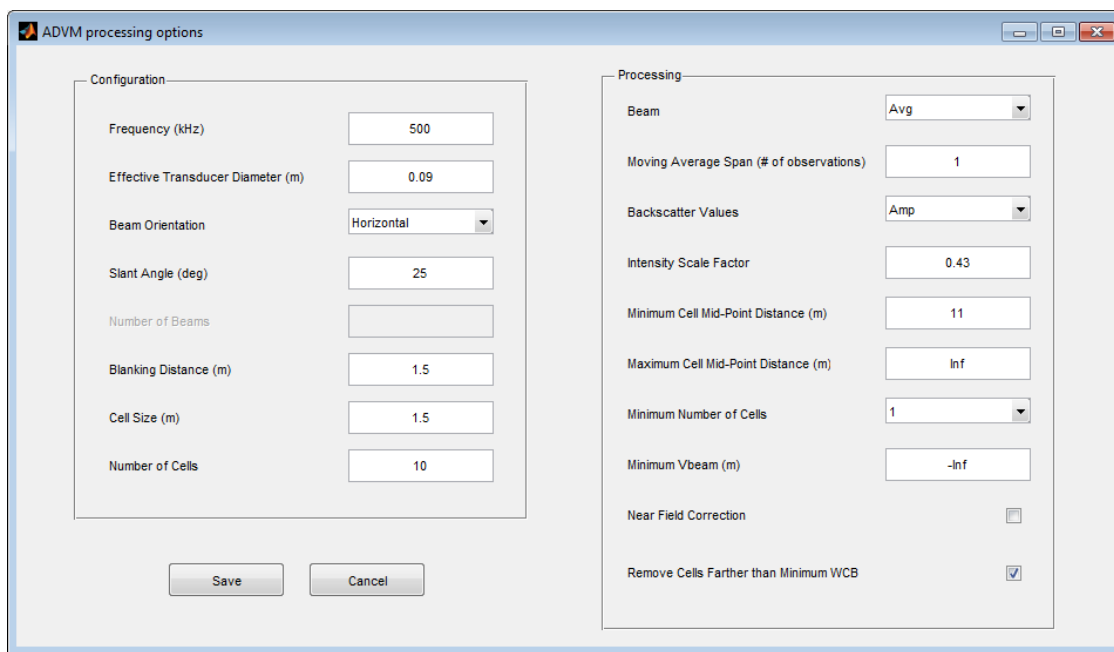 ADVM processing options
Configuration
Frequency (kHz) 500
Effective Transducer Diameter (m) 0.09
Beam Orientation Horizontal
Slant Angle (deg) 25
Number of Beams
Blanking Distance (m) 1.5
Cell Size (m) 1.5
Number of Cells 10
Save Cancel
Processing
Beam Avg
Moving Average Span (# of observations) 1
Backscatter Values Amp
Intensity Scale Factor 0.43
Minimum Cell Mid-Point Distance (m) 11
Maximum Cell Mid-Point Distance (m) Inf
Minimum Number of Cells 1
Minimum Vbeam (m) -Inf
Near Field Correction
Remove Cells Farther than Minimum WCB